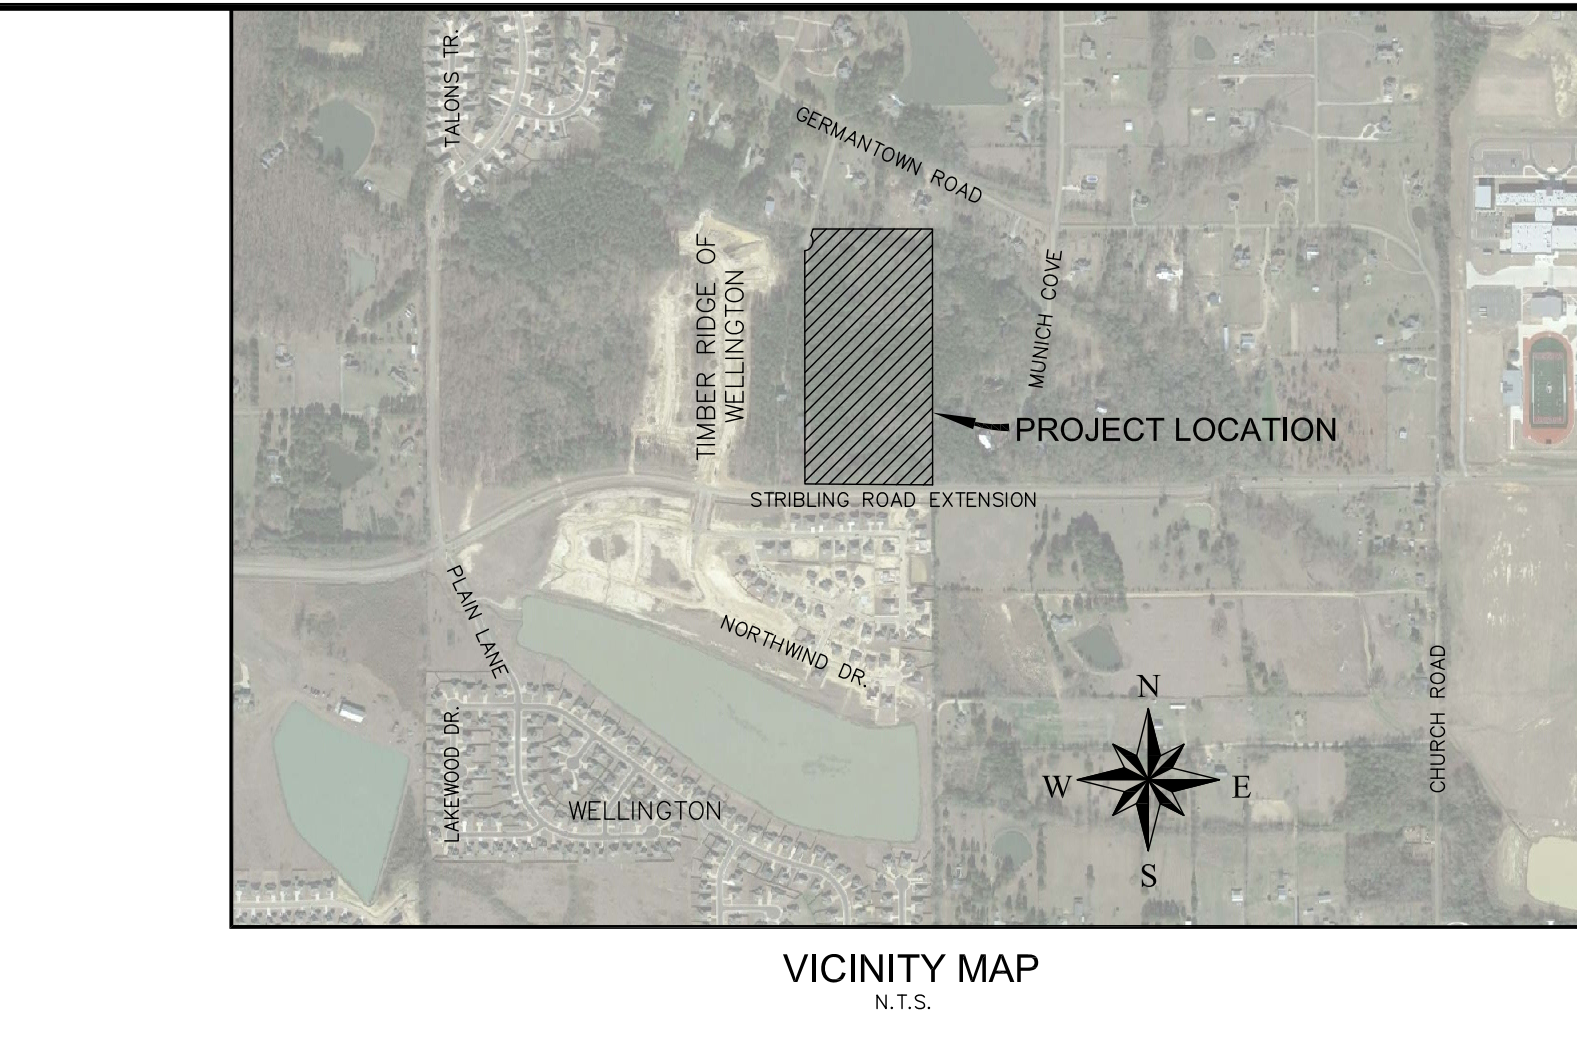 TALONS TR.
GERMANTOWN ROAD
TIMBER RIDGE OF
WELLINGTON
MUNICH COVE
PROJECT LOCATION
STRIBLING ROAD EXTENSION
PLAIN LANE
NORTHWIND DR.
LAKEWOOD DR.
WELLINGTON
CHURCH ROAD
N
W
E
S
VICINITY MAP
N.T.S.